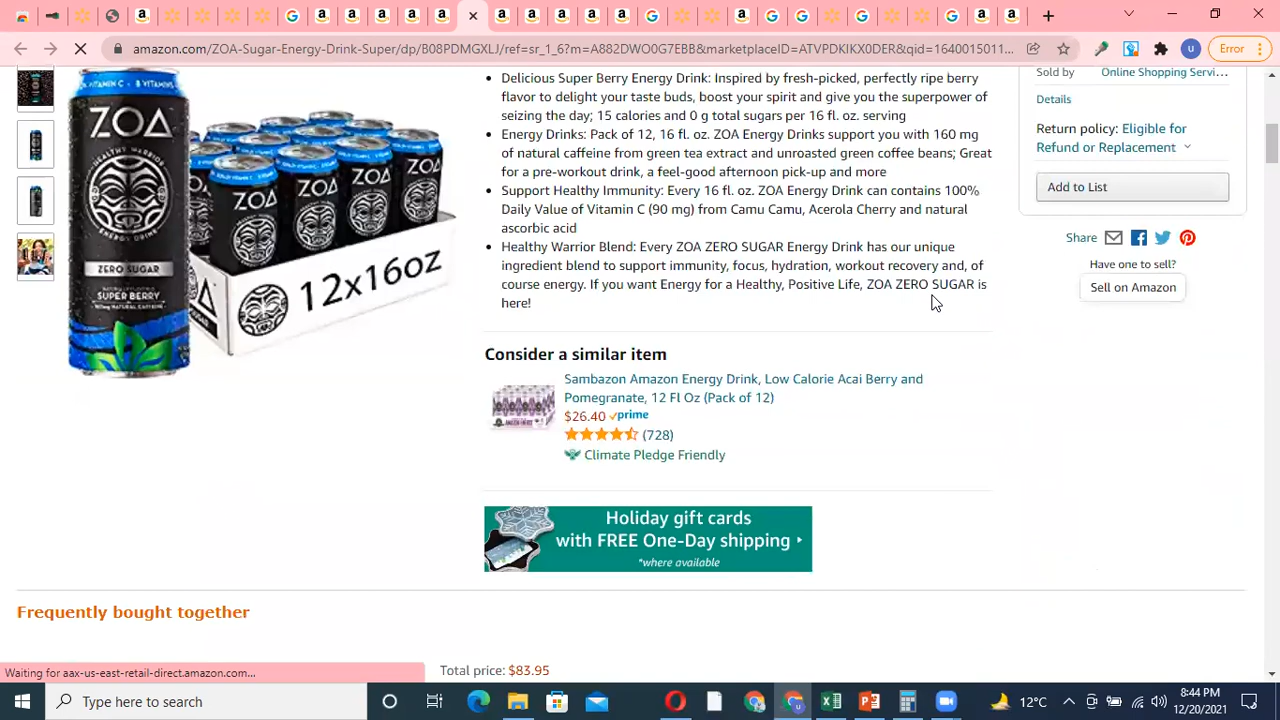 Error
amazon.com/ZOA-Sugar-Energy-Drink-Super/dp/B08PDMGXLJ/ref=sr_1_6?m=A882DWO0G7EBB&marketplaceID=ATVPDKIKX0DER&qid=1640015011...
VITAMIN C • B VITAMINS
ZOA
HEALTHY WARRIOR
ENERGY DRINK
ZERO SUGAR
SUPER BERRY
12x16oz
ZOA
ZOA
ZOA
ZOA
• Delicious Super Berry Energy Drink: Inspired by fresh-picked, perfectly ripe berry
flavor to delight your taste buds, boost your spirit and give you the superpower of
seizing the day; 15 calories and 0 g total sugars per 16 fl. oz. serving
• Energy Drinks: Pack of 12, 16 fl. oz. ZOA Energy Drinks support you with 160 mg
of natural caffeine from green tea extract and unroasted green coffee beans; Great
for a pre-workout drink, a feel-good afternoon pick-up and more
• Support Healthy Immunity: Every 16 fl. oz. ZOA Energy Drink can contains 100%
Daily Value of Vitamin C (90 mg) from Camu Camu, Acerola Cherry and natural
ascorbic acid
• Healthy Warrior Blend: Every ZOA ZERO SUGAR Energy Drink has our unique
ingredient blend to support immunity, focus, hydration, workout recovery and, of
course energy. If you want Energy for a Healthy, Positive Life, ZOA ZERO SUGAR is
here!
Consider a similar item
Sambazon Amazon Energy Drink, Low Calorie Acai Berry and
Pomegranate, 12 Fl Oz (Pack of 12)
$26.40 prime
(728)
Climate Pledge Friendly
Holiday gift cards
with FREE One-Day shipping
*where available
Sold by Online Shopping Servi...
Details
Return policy: Eligible for
Refund or Replacement
Add to List
Share
Have one to sell?
Sell on Amazon
Frequently bought together
Total price: $83.95
Waiting for aax-us-east-retail-direct.amazon.com...
Type here to search
12°C
8:44 PM
12/20/2021